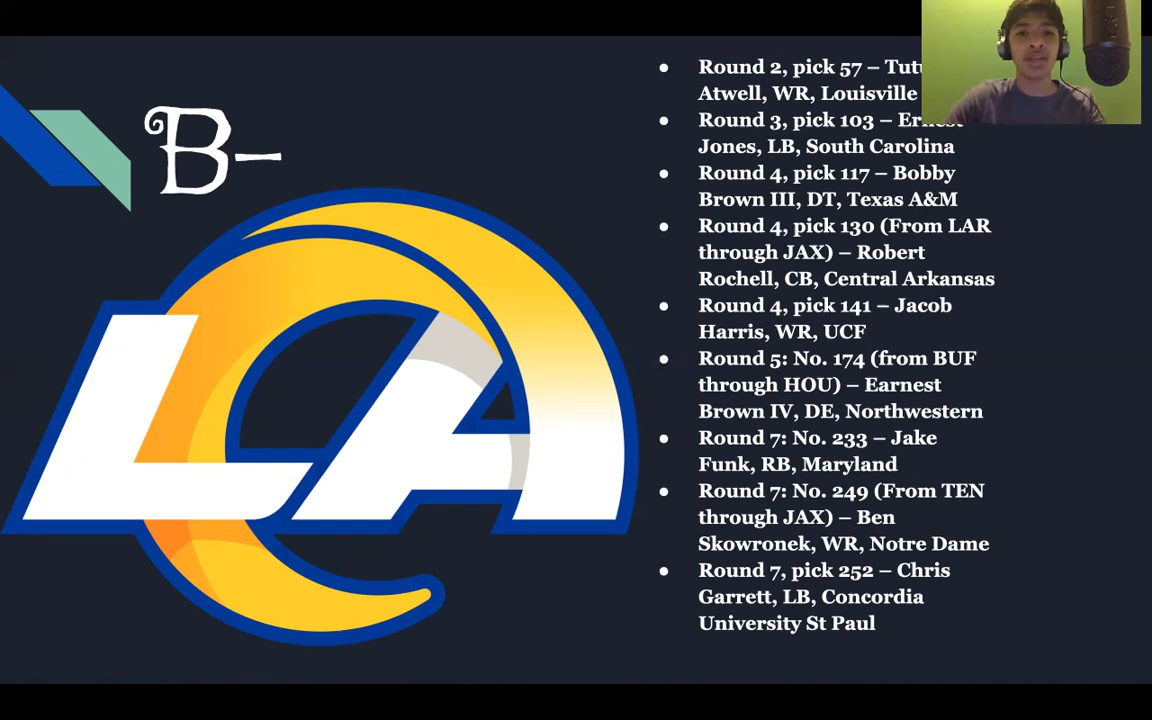 B-
LA
Round 2, pick 57 – Tutu
Atwell, WR, Louisville
Round 3, pick 103 – Ernest
Jones, LB, South Carolina
Round 4, pick 117 – Bobby
Brown III, DT, Texas A&M
Round 4, pick 130 (From LAR
through JAX) – Robert
Rochell, CB, Central Arkansas
Round 4, pick 141 – Jacob
Harris, WR, UCF
Round 5: No. 174 (from BUF
through HOU) – Earnest
Brown IV, DE, Northwestern
Round 7: No. 233 – Jake
Funk, RB, Maryland
Round 7: No. 249 (From TEN
through JAX) – Ben
Skowronek, WR, Notre Dame
Round 7, pick 252 – Chris
Garrett, LB, Concordia
University St Paul